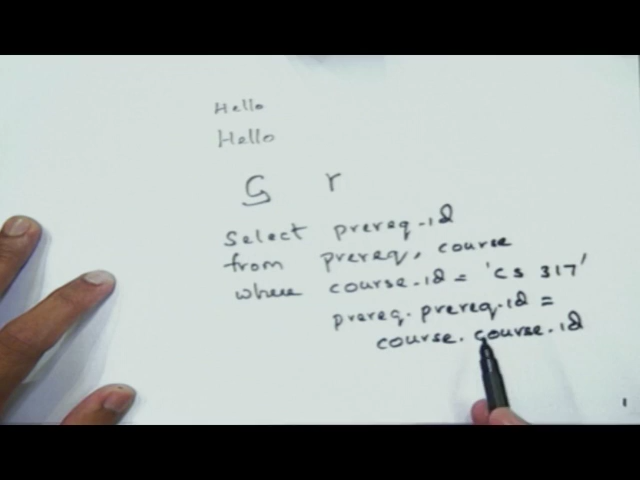 Hello
Hello
G r
Select prereq-id
from prereq, course
where course-id = 'CS 317'
prereq.prereq-id =
course.course-id
1